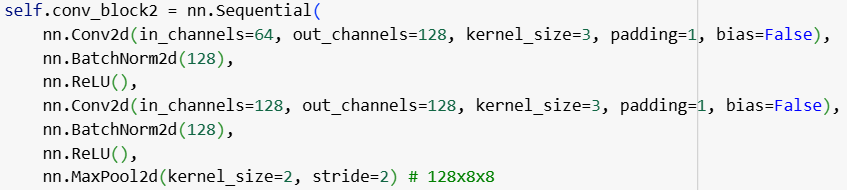 self.conv_block2 = nn.Sequential(
    nn.Conv2d(in_channels=64, out_channels=128, kernel_size=3, padding=1, bias=False),
    nn.BatchNorm2d(128),
    nn.ReLU(),
    nn.Conv2d(in_channels=128, out_channels=128, kernel_size=3, padding=1, bias=False),
    nn.BatchNorm2d(128),
    nn.ReLU(),
    nn.MaxPool2d(kernel_size=2, stride=2) # 128x8x8